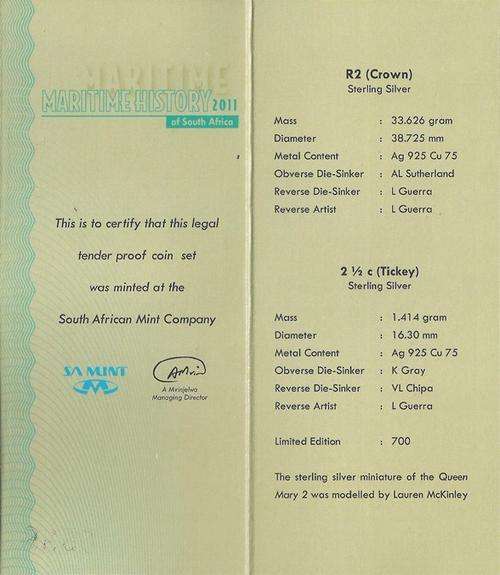 MARITIME
MARITIME HISTORY 2011
of South Africa
This is to certify that this legal
tender proof coin set
was minted at the
South African Mint Company
SA MINT
A Mvinjelwa
Managing Director
R2 (Crown)
Sterling Silver
Mass : 33.626 gram
Diameter : 38.725 mm
Metal Content : Ag 925 Cu 75
Obverse Die-Sinker : AL Sutherland
Reverse Die-Sinker : L Guerra
Reverse Artist : L Guerra
2 ½ c (Tickey)
Sterling Silver
Mass : 1.414 gram
Diameter : 16.30 mm
Metal Content : Ag 925 Cu 75
Obverse Die-Sinker : K Gray
Reverse Die-Sinker : VL Chipa
Reverse Artist : L Guerra
Limited Edition : 700
The sterling silver miniature of the Queen
Mary 2 was modelled by Lauren McKinley